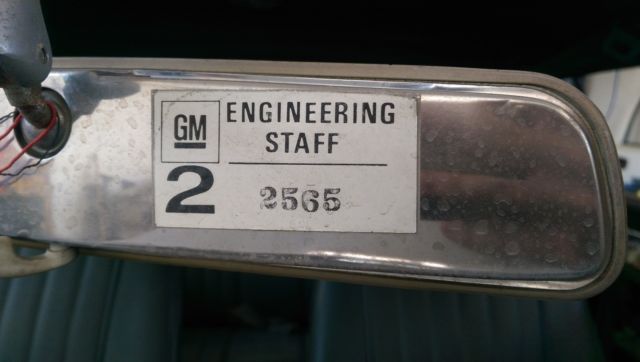 GM
ENGINEERING
STAFF
2
2565